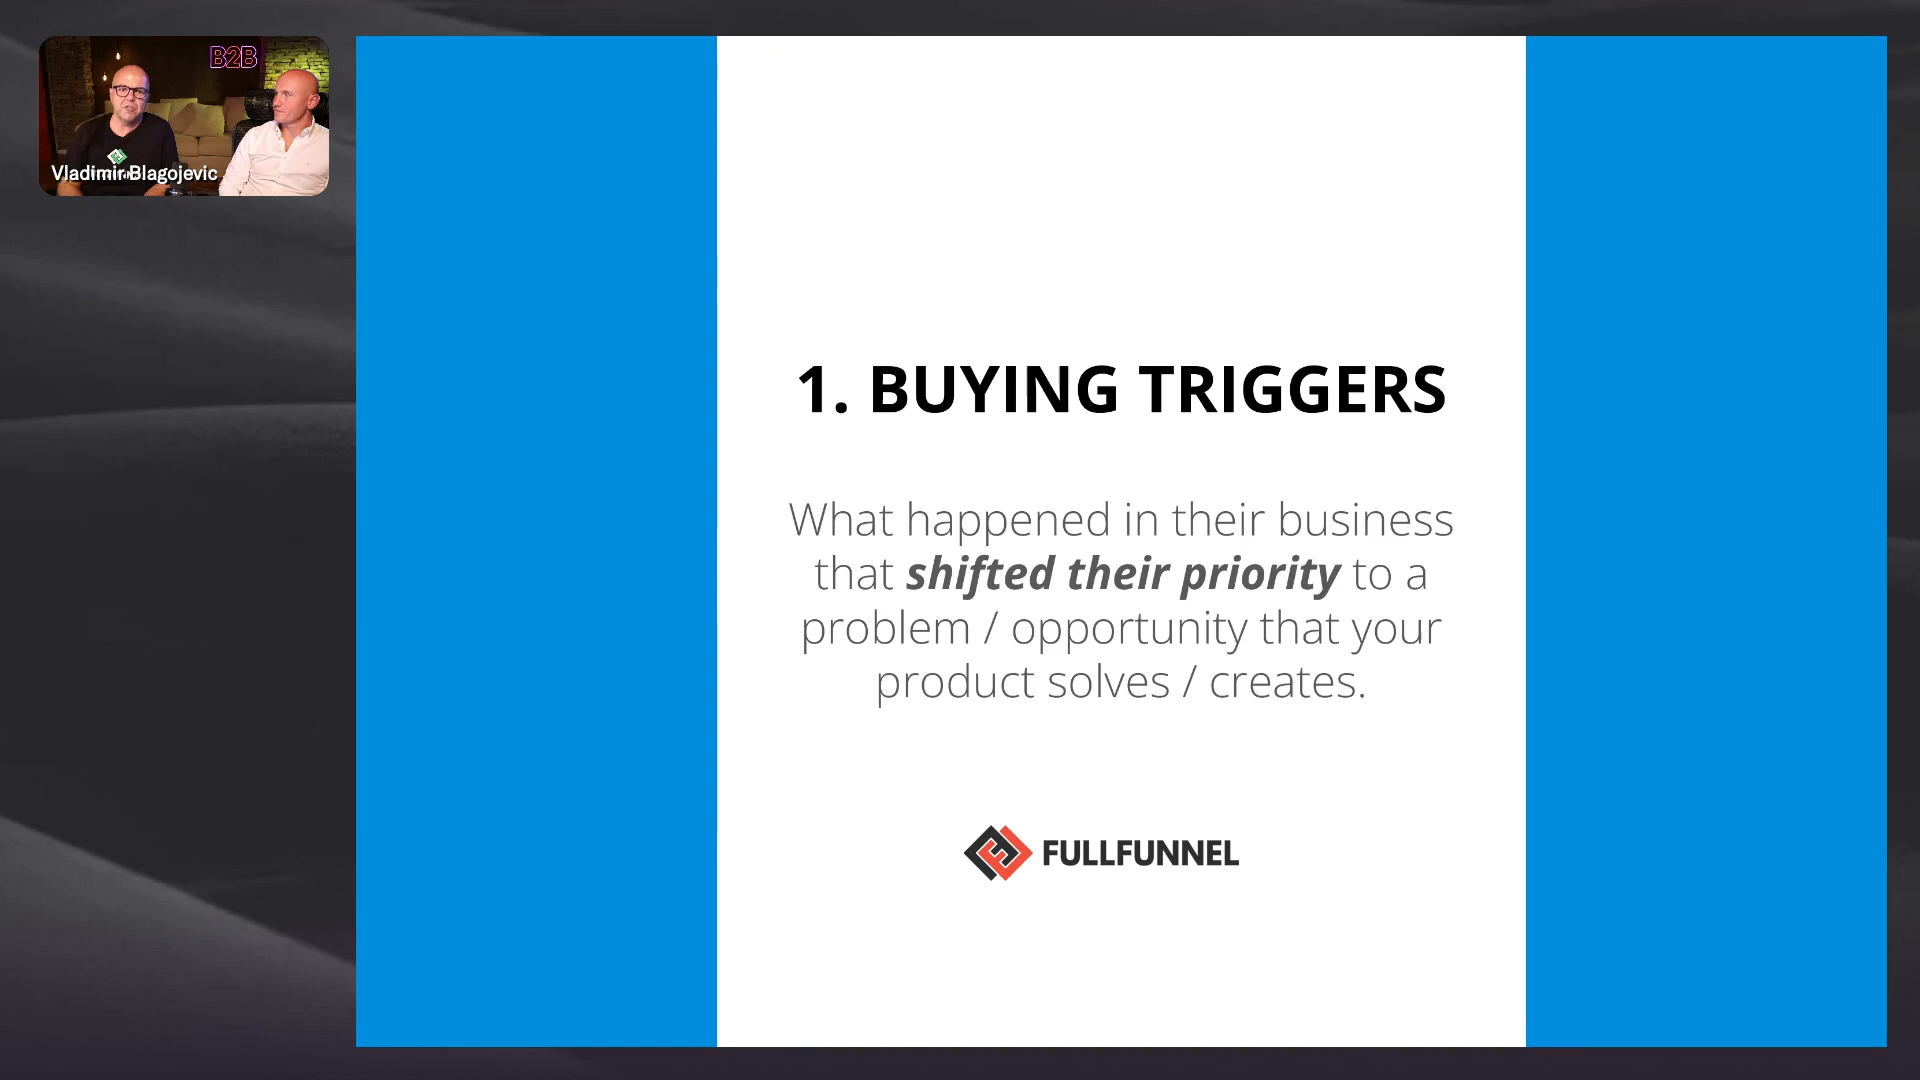 B2B
Vladimir Blagojevic
1. BUYING TRIGGERS
What happened in their business
that shifted their priority to a
problem / opportunity that your
product solves / creates.
FULLFUNNEL